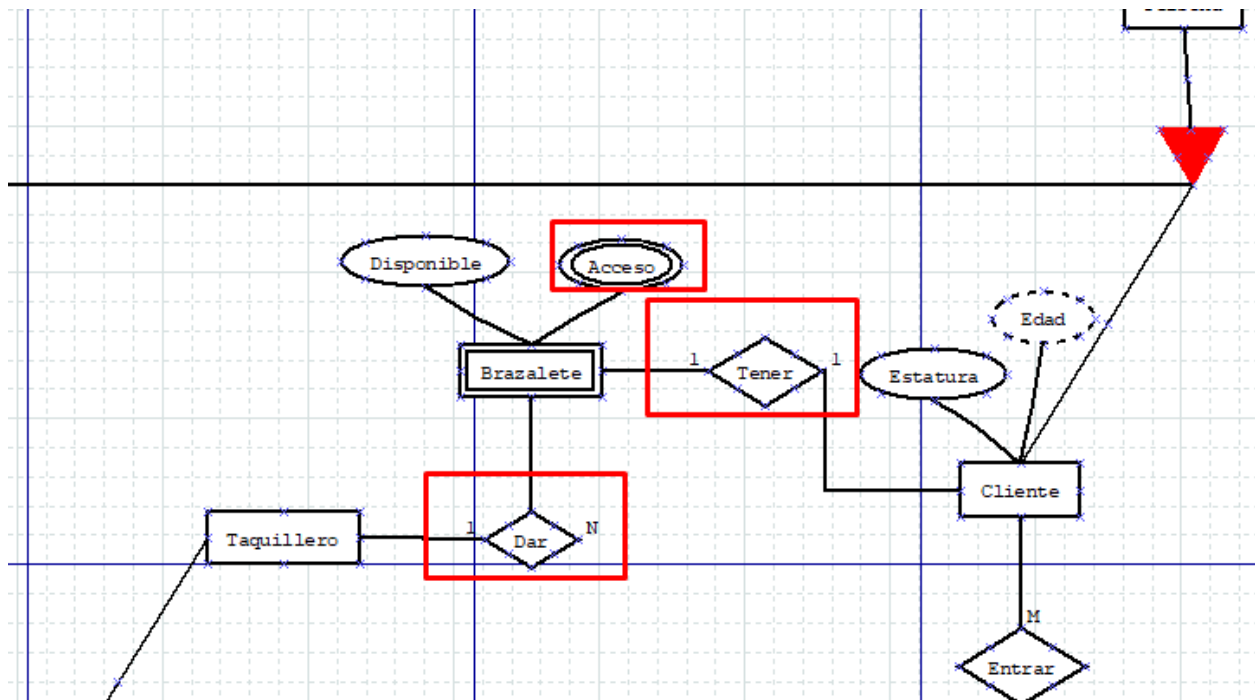 Disponible
Acceso
Edad
1
Tener
1
Estatura
Brazalete
Cliente
Taquillero
1
Dar
N
M
Entrar